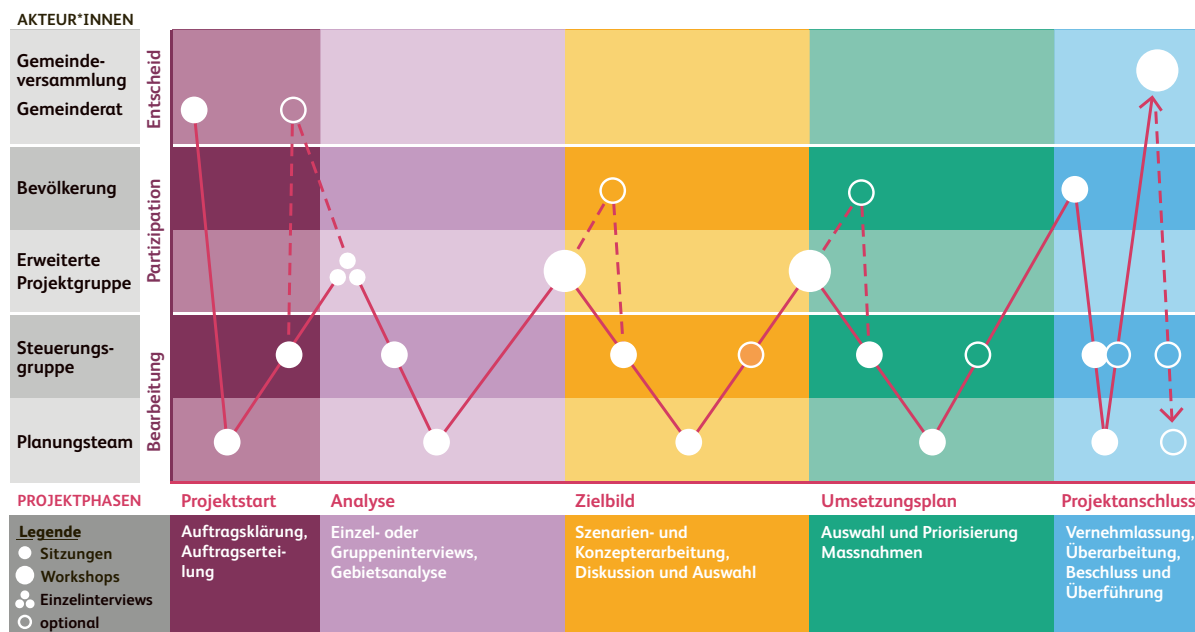 AKTEUR*INNEN
Gemeinde-
versammlung
Gemeinderat
Entscheid
Bevölkerung
Erweiterte
Projektgruppe
Partizipation
Steuerungs-
gruppe
Planungsteam
Bearbeitung
PROJEKTPHASEN
Projektstart
Analyse
Zielbild
Umsetzungsplan
Projektanschluss
Legende
Sitzungen
Workshops
Einzelinterviews
optional
Auftragsklärung,
Auftragsertei-
lung
Einzel- oder
Gruppeninterviews,
Gebietsanalyse
Szenarien- und
Konzepterarbeitung,
Diskussion und Auswahl
Auswahl und Priorisierung
Massnahmen
Vernehmlassung,
Überarbeitung,
Beschluss und
Überführung